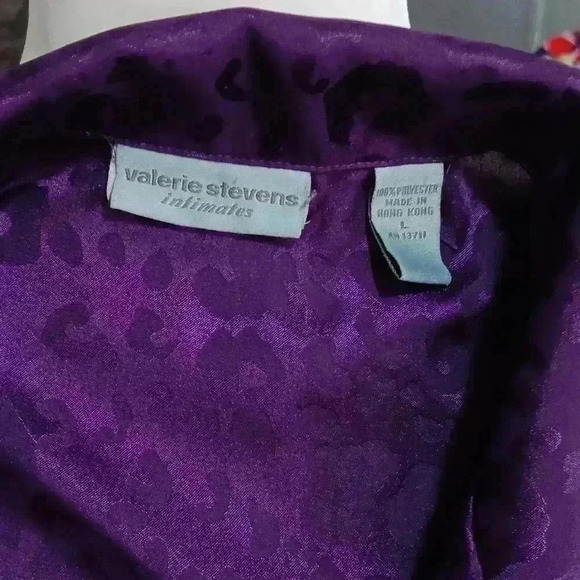 valerie stevens
intimates
100% POLYESTER
MADE IN
HONG KONG
L